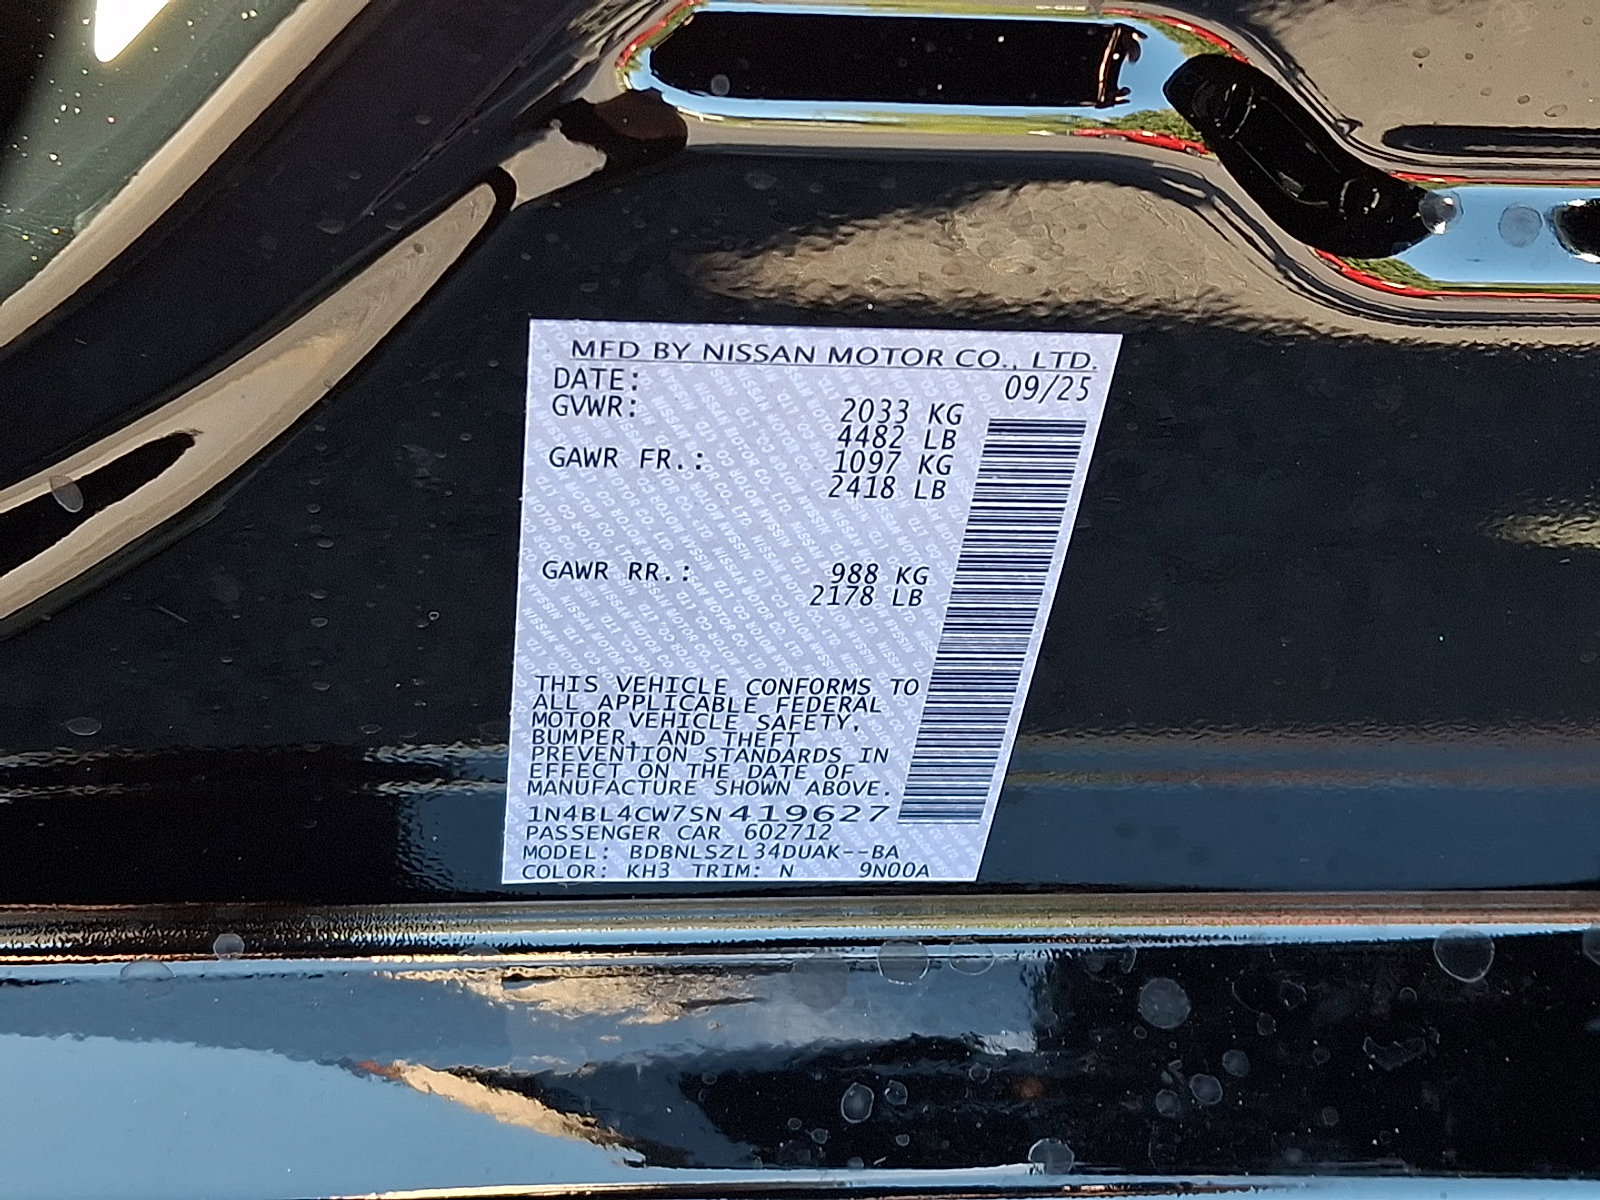 MFD BY NISSAN MOTOR CO., LTD.
DATE: 09/25
GVWR: 2033 KG
4482 LB
GAWR FR.: 1097 KG
2418 LB
GAWR RR.: 988 KG
2178 LB
THIS VEHICLE CONFORMS TO
ALL APPLICABLE FEDERAL
MOTOR VEHICLE SAFETY,
BUMPER, AND THEFT
PREVENTION STANDARDS IN
EFFECT ON THE DATE OF
MANUFACTURE SHOWN ABOVE.
1N4BL4CW7SN419627
PASSENGER CAR 602712
MODEL: BDBNLSZL34DUAK--BA
COLOR: KH3 TRIM: N 9N00A